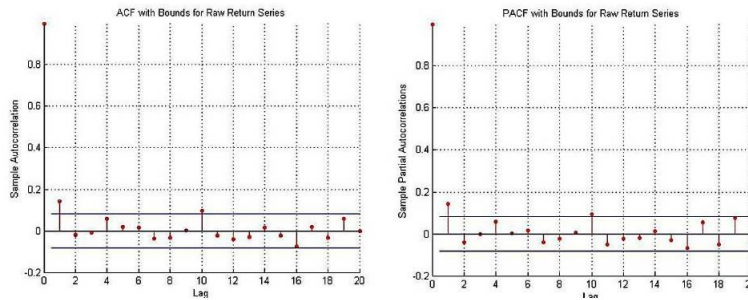 ACF with Bounds for Raw Return Series
Sample Autocorrelation
0.8
0.6
0.4
0.2
0
-0.2
0 2 4 6 8 10 12 14 16 18 20
Lag
PACF with Bounds for Raw Return Series
Sample Partial Autocorrelations
0.8
0.6
0.4
0.2
0
-0.2
0 2 4 6 8 10 12 14 16 18
Lag